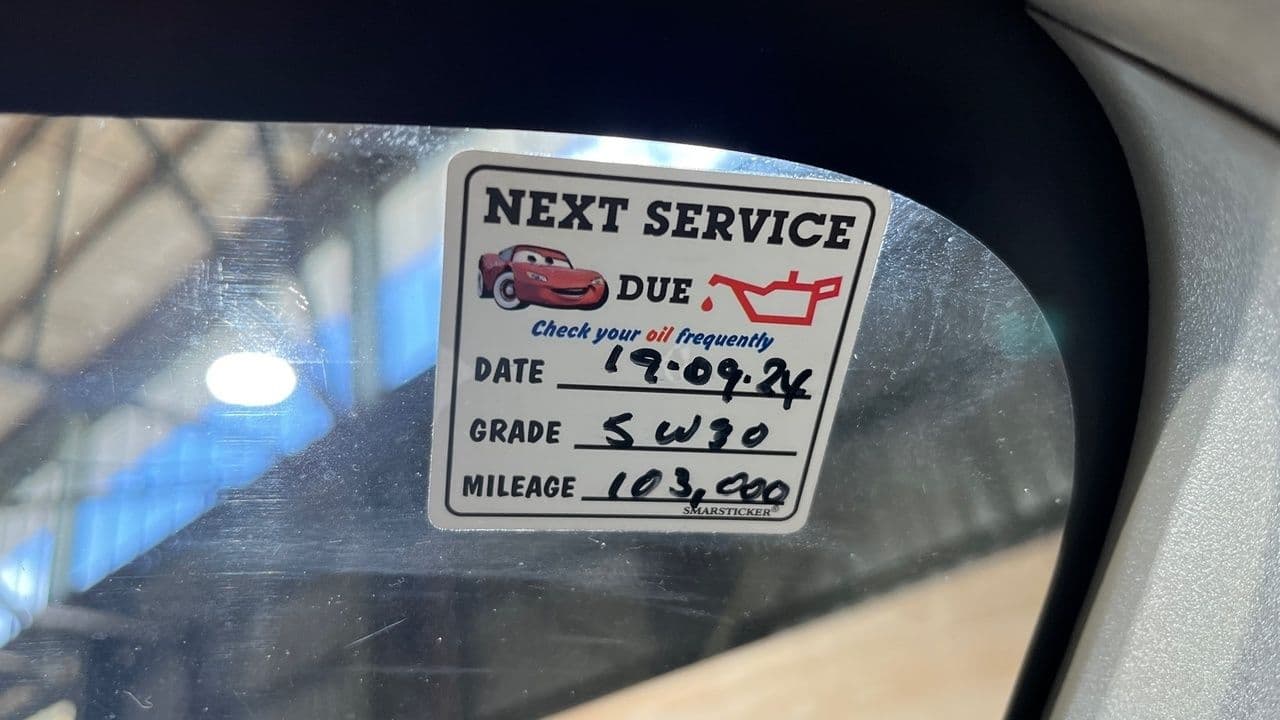 NEXT SERVICE
DUE
Check your oil frequently
DATE 19.09.24
GRADE 5W30
MILEAGE 103,000
SMARSTICKER®